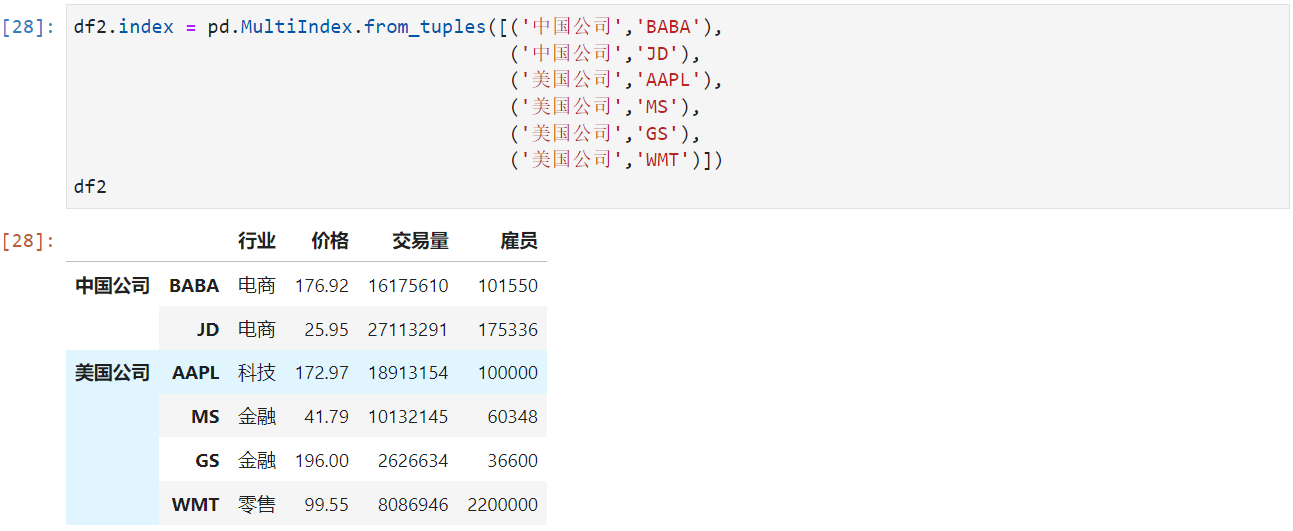 [28]: df2.index = pd.MultiIndex.from_tuples([('中国公司','BABA'),
('中国公司','JD'),
('美国公司','AAPL'),
('美国公司','MS'),
('美国公司','GS'),
('美国公司','WMT')])
df2
[28]: 行业 价格 交易量 雇员
中国公司 BABA 电商 176.92 16175610 101550
JD 电商 25.95 27113291 175336
美国公司 AAPL 科技 172.97 18913154 100000
MS 金融 41.79 10132145 60348
GS 金融 196.00 2626634 36600
WMT 零售 99.55 8086946 2200000